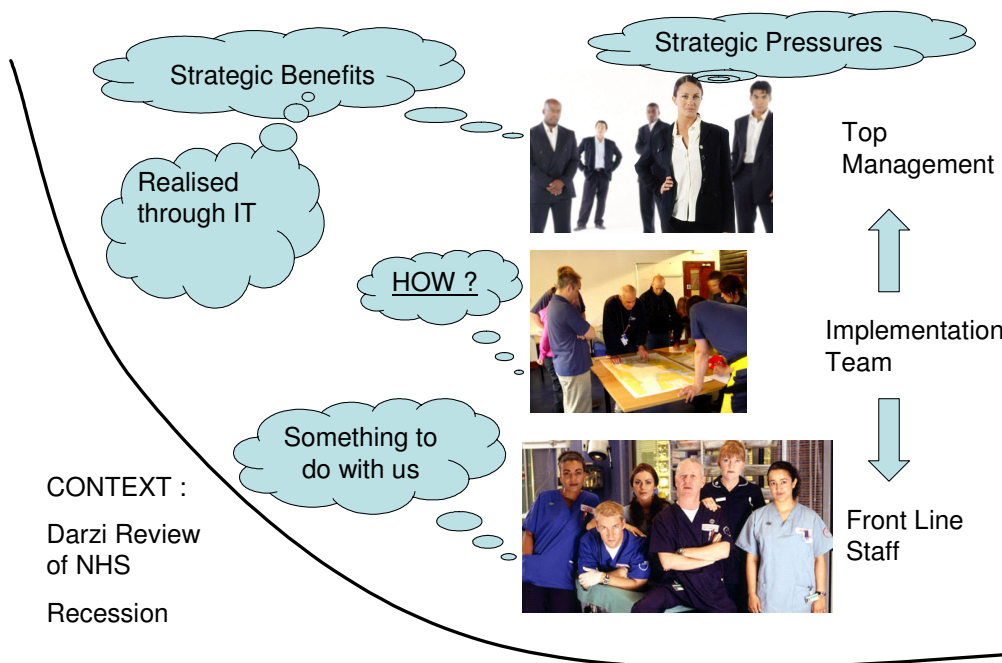 Strategic Benefits
Strategic Pressures
Realised
through IT
Top
Management
HOW ?
Implementation
Team
Something to
do with us
CONTEXT :
Darzi Review
of NHS
Recession
Front Line
Staff